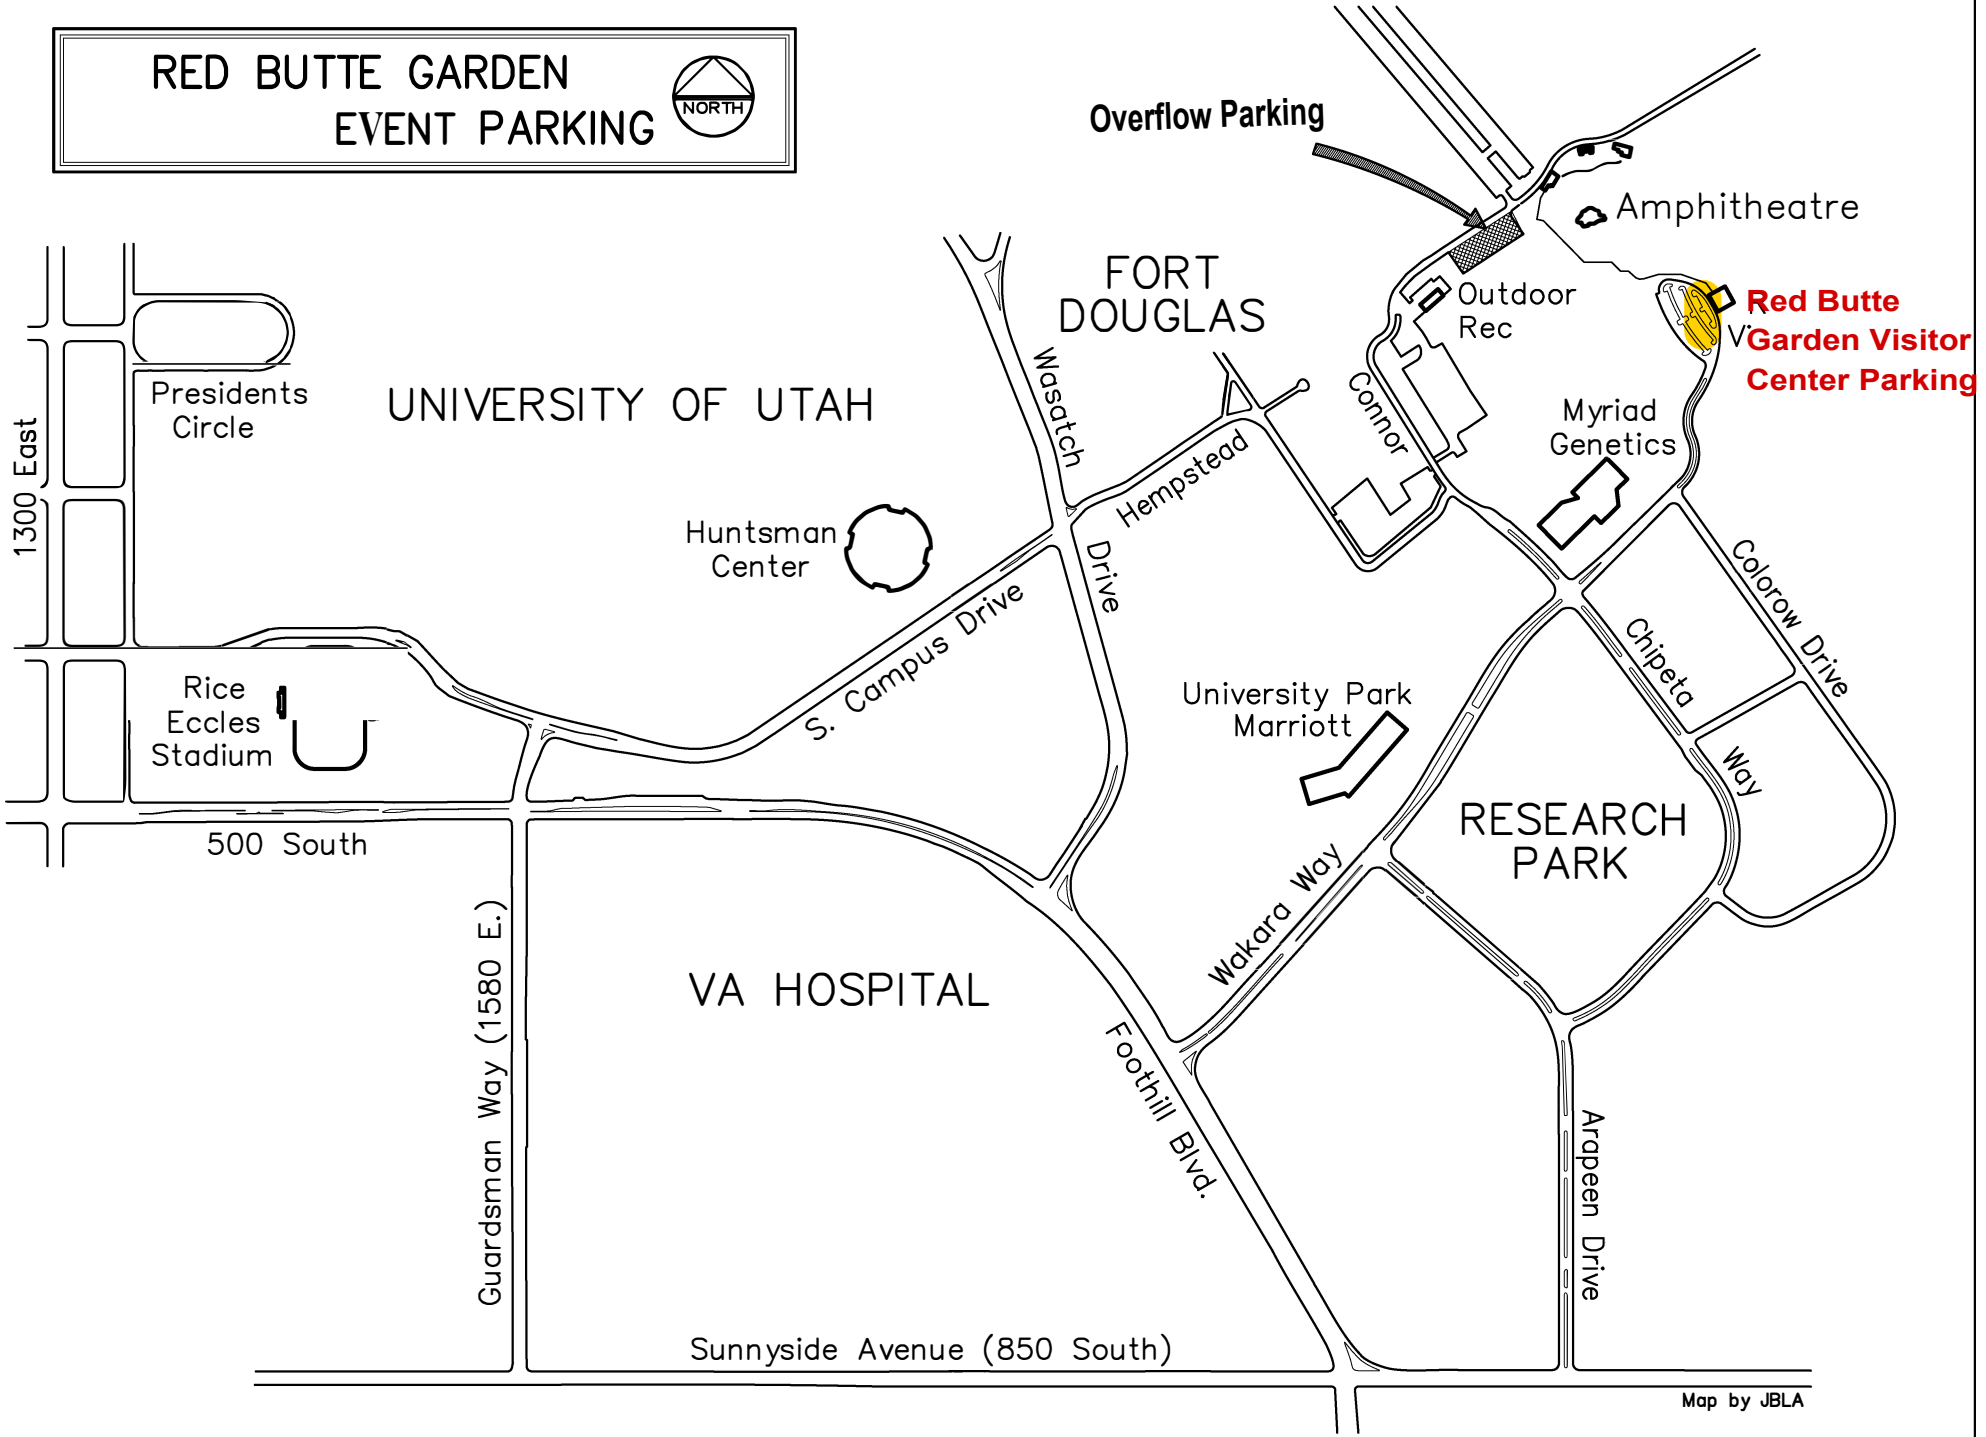 RED BUTTE GARDEN
EVENT PARKING
NORTH
Overflow Parking
Amphitheatre
FORT
DOUGLAS
Outdoor
Rec
Red Butte
Garden Visitor
Center Parking
Presidents
Circle
UNIVERSITY OF UTAH
Wasatch
Connor
Myriad
Genetics
1300 East
Hempstead
Huntsman
Center
Drive
S. Campus Drive
Colorow Drive
Chipeta
Way
Rice
Eccles
Stadium
University Park
Marriott
RESEARCH
PARK
500 South
Wakara Way
Guardsman Way (1580 E.)
VA HOSPITAL
Foothill Blvd.
Arapeen Drive
Sunnyside Avenue (850 South)
Map by JBLA